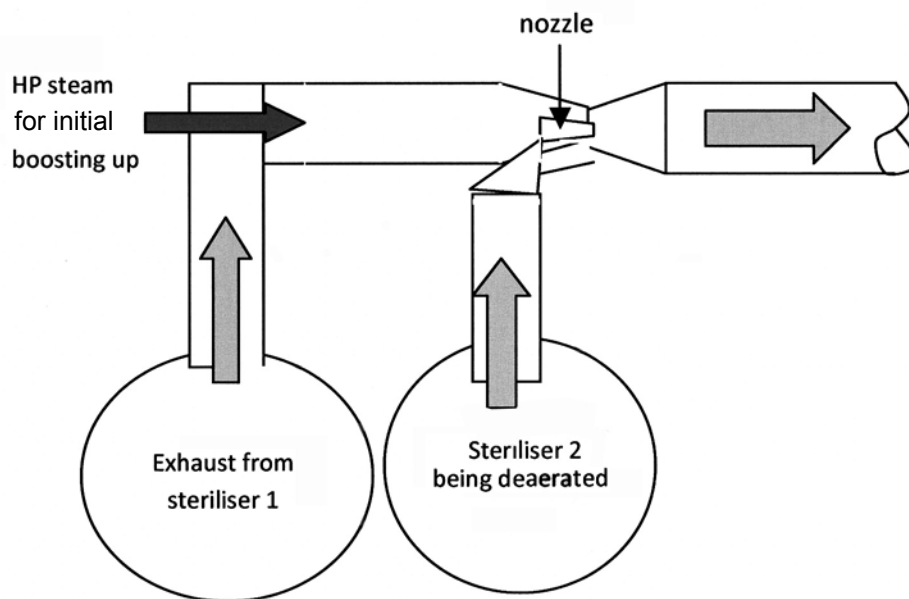 nozzle
HP steam
for initial
boosting up
Exhaust from
steriliser 1
Steriliser 2
being deaerated